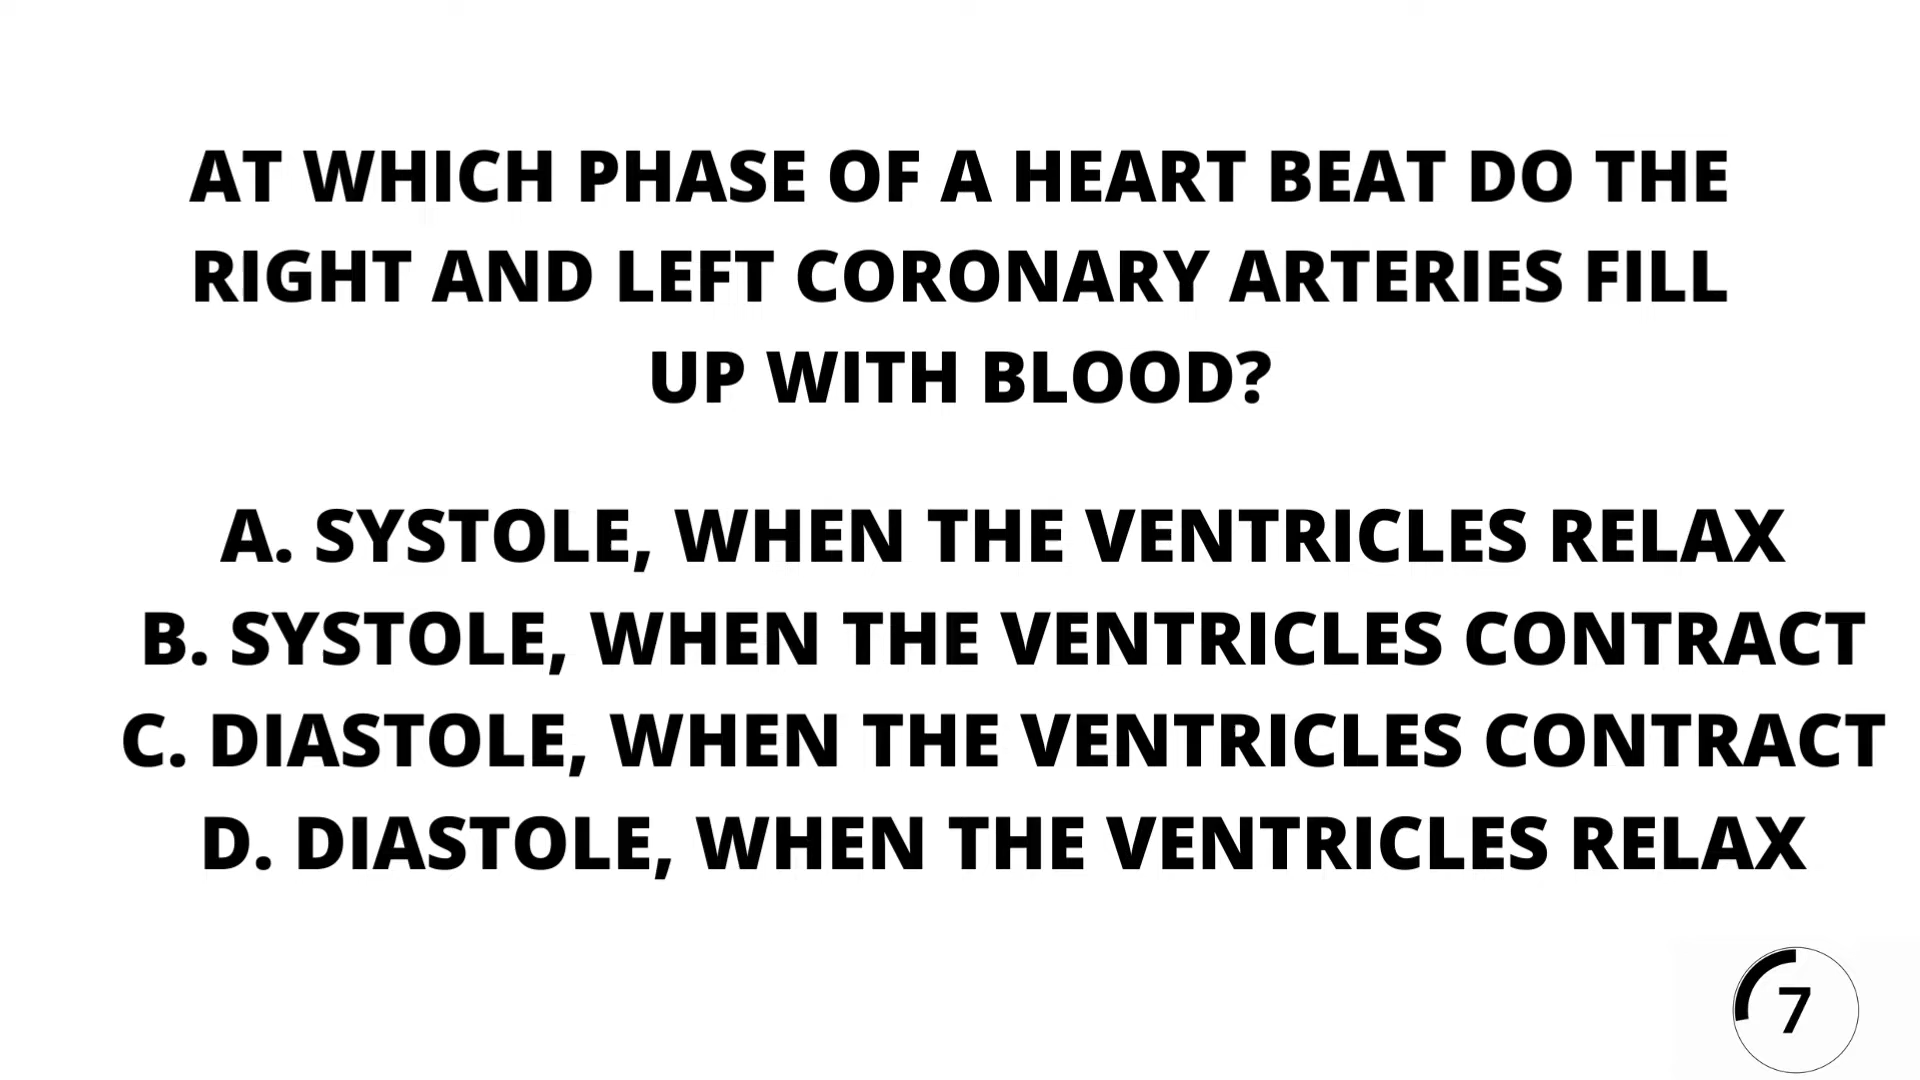 AT WHICH PHASE OF A HEART BEAT DO THE
RIGHT AND LEFT CORONARY ARTERIES FILL
UP WITH BLOOD?
A. SYSTOLE, WHEN THE VENTRICLES RELAX
B. SYSTOLE, WHEN THE VENTRICLES CONTRACT
C. DIASTOLE, WHEN THE VENTRICLES CONTRACT
D. DIASTOLE, WHEN THE VENTRICLES RELAX
7